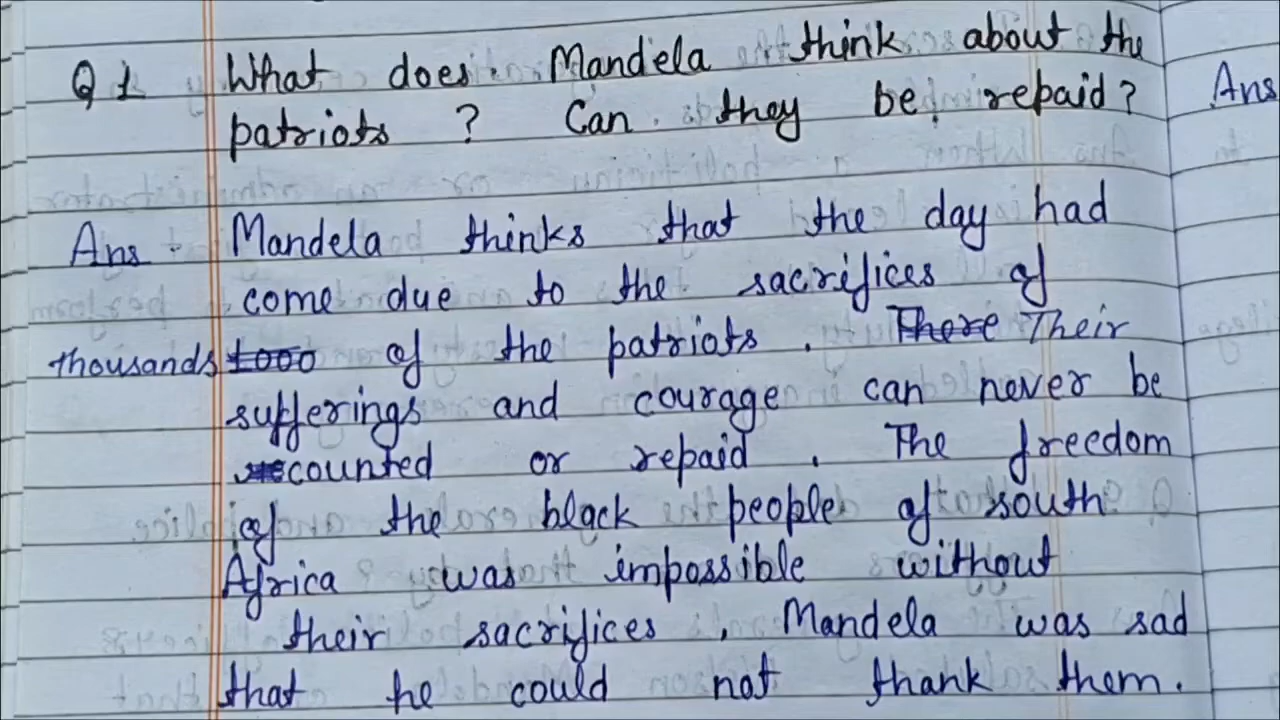 Q 1 What does Mandela think about the
patriots ? Can they be repaid ?
Ans
Ans . Mandela thinks that the day had
come due to the sacrifices of
thousands 1000 of the patriots . There Their
sufferings and courage can never be
counted or repaid . The freedom
of the black people of south
Africa was impossible without
their sacrifices . Mandela was sad
that he could not thank them .